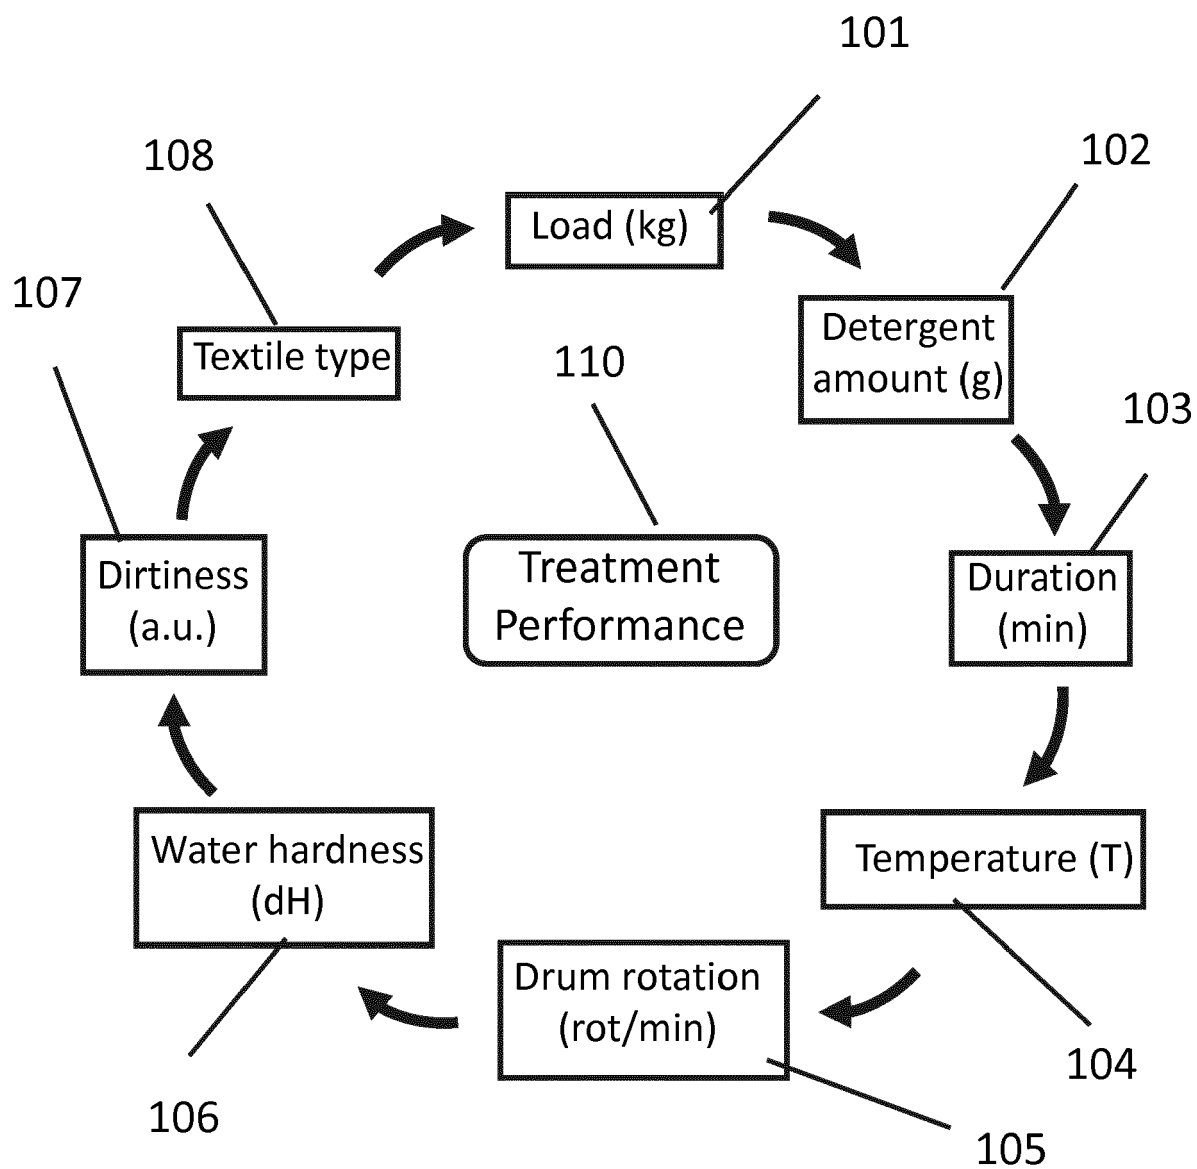 101
108
102
Load (kg)
107
Detergent
amount (g)
Textile type
110
103
Treatment
Performance
Dirtiness
(a.u.)
Duration
(min)
Water hardness
(dH)
Temperature (T)
Drum rotation
(rot/min)
104
106
105